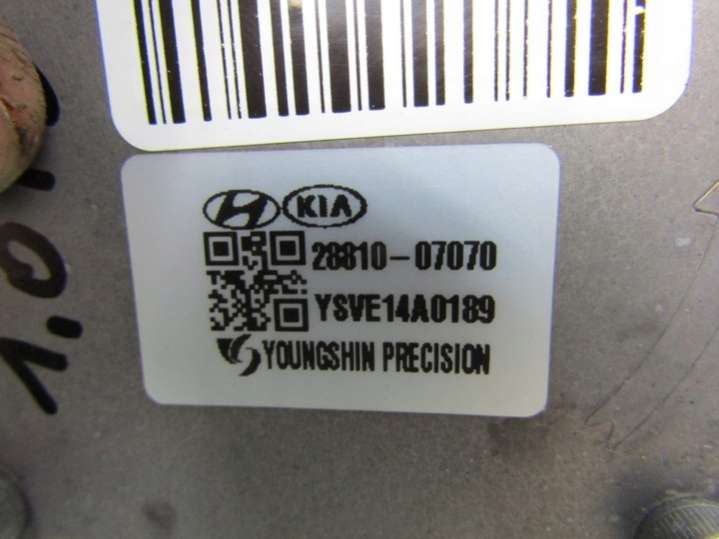 KIA
28810-07070
YSVE14A0189
YOUNGSHIN PRECISION